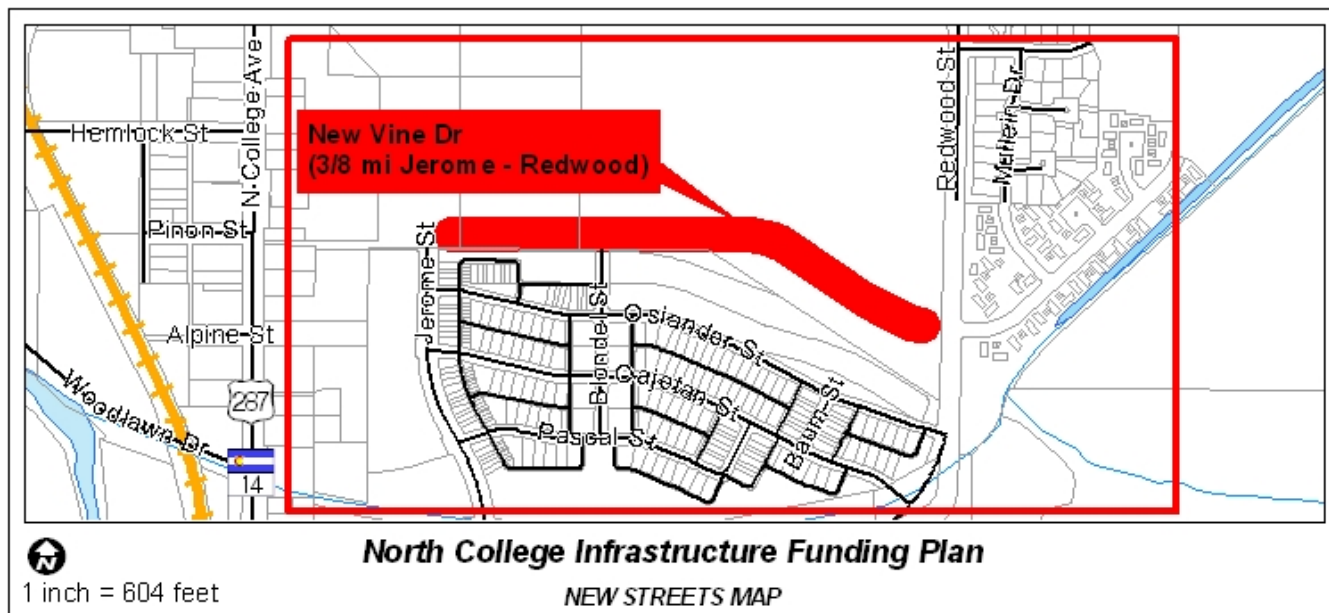 Hemlock St
N College Ave
Pinon St
Alpine St
Woodlawn Dr
287
14
New Vine Dr
(3/8 mi Jerome - Redwood)
Jerome St
Blondel St
Osiander St
Cajetan St
Pascal St
Baum St
Redwood St
Mullein Dr
N
North College Infrastructure Funding Plan
1 inch = 604 feet
NEW STREETS MAP